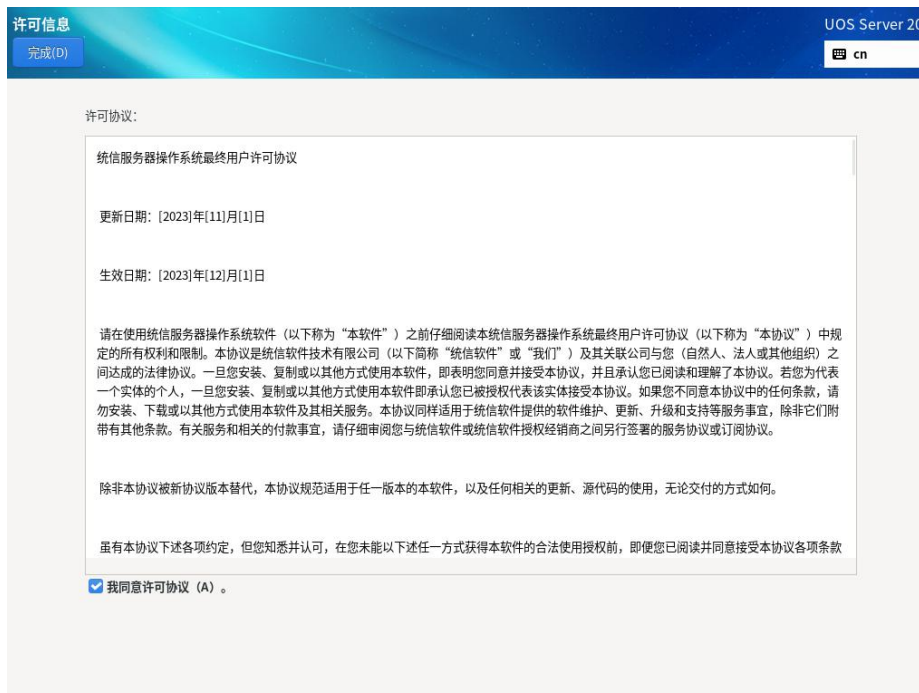 许可信息
UOS Server 20
完成(D)
cn
许可协议：
统信服务器操作系统最终用户许可协议
更新日期：[2023]年[11]月[1]日
生效日期：[2023]年[12]月[1]日
请在使用统信服务器操作系统软件（以下称为“本软件”）之前仔细阅读本统信服务器操作系统最终用户许可协议（以下称为“本协议”）中规
定的所有权利和限制。本协议是统信软件技术有限公司（以下简称“统信软件”或“我们”）及其关联公司与您（自然人、法人或其他组织）之
间达成的法律协议。一旦您安装、复制或以其他方式使用本软件，即表明您同意并接受本协议，并且承认您已阅读和理解了本协议。若您为代表
一个实体的个人，一旦您安装、复制或以其他方式使用本软件即承认您已被授权代表该实体接受本协议。如果您不同意本协议中的任何条款，请
勿安装、下载或以其他方式使用本软件及其相关服务。本协议同样适用于统信软件提供的软件维护、更新、升级和支持等服务事宜，除非它们附
带有其他条款。有关服务和相关的付款事宜，请仔细审阅您与统信软件或统信软件授权经销商之间另行签署的服务协议或订阅协议。
除非本协议被新协议版本替代，本协议规范适用于任一版本的本软件，以及任何相关的更新、源代码的使用，无论交付的方式如何。
虽有本协议下述各项约定，但您知悉并认可，在您未能以下述任一方式获得本软件的合法使用授权前，即便您已阅读并同意接受本协议各项条款
我同意许可协议（A）。